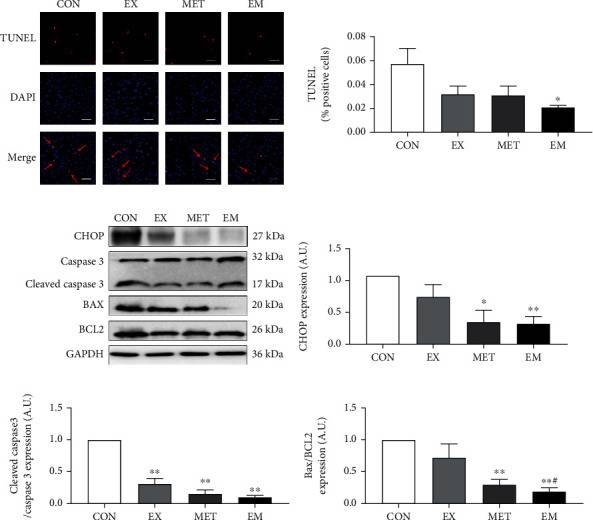 CON EX MET EM
TUNEL
DAPI
Merge
TUNEL
(% positive cells)
0.08
0.06
0.04
0.02
0.00
*
CON EX MET EM
CON EX MET EM
CHOP 27 kDa
Caspase 3 32 kDa
Cleaved caspase 3 17 kDa
BAX 20 kDa
BCL2 26 kDa
GAPDH 36 kDa
CHOP expression (A.U.)
1.5
1.0
0.5
0.0
* **
CON EX MET EM
Cleaved caspase3
/caspase 3 expression (A.U.)
1.5
1.0
0.5
0.0
** ** **
CON EX MET EM
Bax/BCL2
expression (A.U.)
1.5
1.0
0.5
0.0
** **#
CON EX MET EM